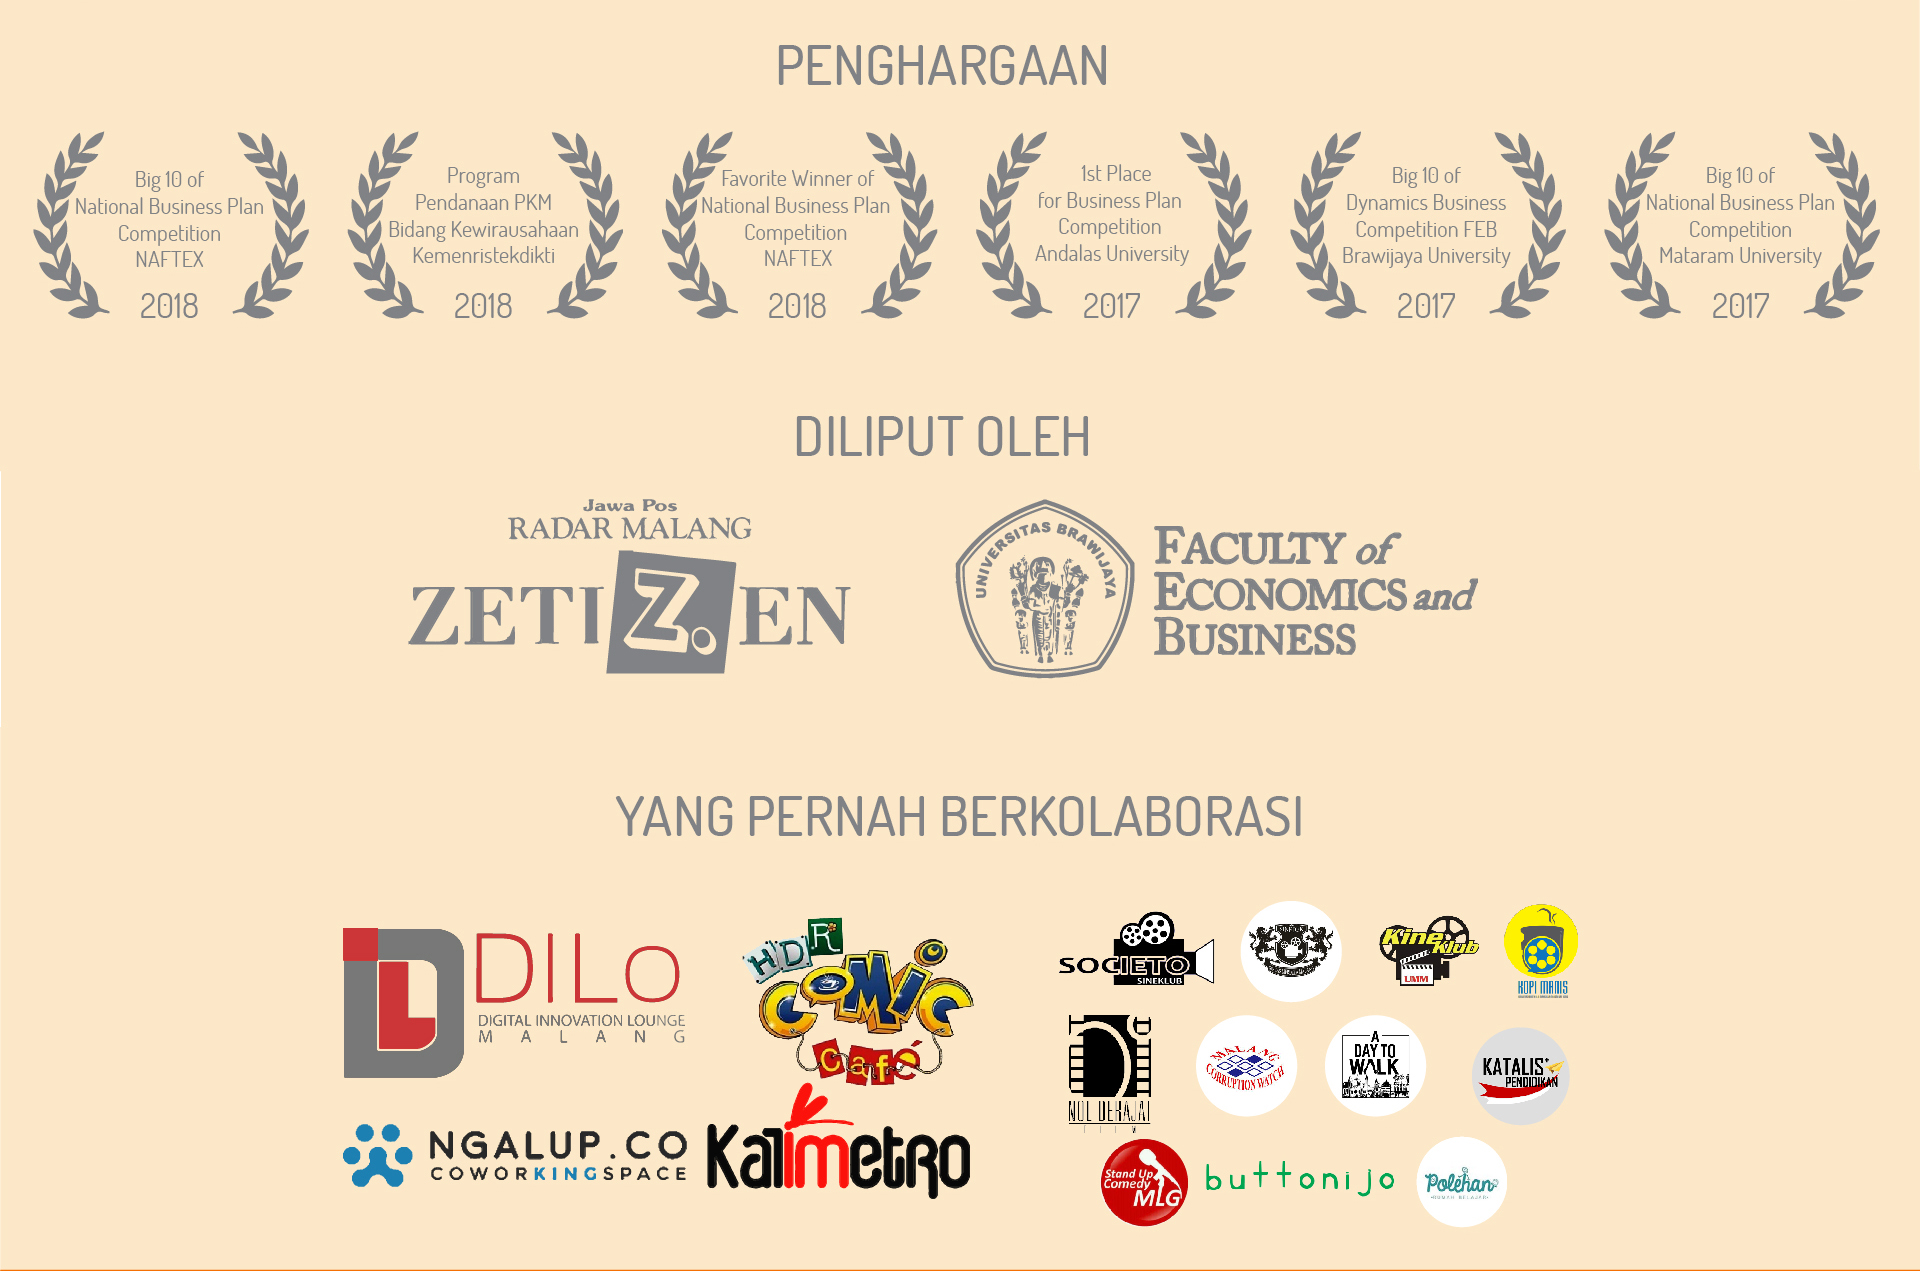 PENGHARGAAN
Big 10 of
National Business Plan
Competition
NAFTEX
2018
Program
Pendanaan PKM
Bidang Kewirausahaan
Kemenristekdikti
2018
Favorite Winner of
National Business Plan
Competition
NAFTEX
2018
1st Place
for Business Plan
Competition
Andalas University
2017
Big 10 of
Dynamics Business
Competition FEB
Brawijaya University
2017
Big 10 of
National Business Plan
Competition
Mataram University
2017
DILIPUT OLEH
Jawa Pos
RADAR MALANG
ZETIZEN
UNIVERSITAS BRAWIJAYA
FACULTY of
ECONOMICS and
BUSINESS
YANG PERNAH BERKOLABORASI
DILo
DIGITAL INNOVATION LOUNGE
MALANG
HDR
COMIC
Café
NGALUP.CO
COWORKINGSPACE
Kalimetro
SOCIETO
SINEKLUB
Kine Klub
UMM
KOPI MANIS
NOL DERAJAT
FILM
MALANG
CORRUPTION WATCH
A
DAY TO
WALK
KATALIS+
PENDIDIKAN
Stand Up
Comedy
MLG
buttonijo
Polehan
RUMAH BELAJAR